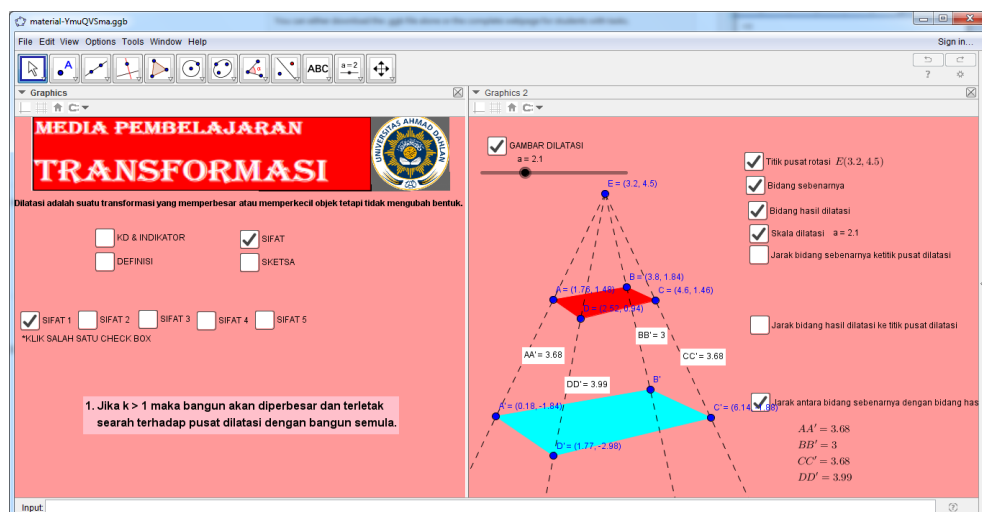 material-YmuQVSma.ggb
File Edit View Options Tools Window Help
Sign in...
ABC
a = 2
Graphics
Graphics 2
MEDIA PEMBELAJARAN
TRANSFORMASI
UNIVERSITAS AHMAD DAHLAN
Dilatasi adalah suatu transformasi yang memperbesar atau memperkecil objek tetapi tidak mengubah bentuk.
KD & INDIKATOR
SIFAT
DEFINISI
SKETSA
SIFAT 1
SIFAT 2
SIFAT 3
SIFAT 4
SIFAT 5
*KLIK SALAH SATU CHECK BOX
1. Jika k > 1 maka bangun akan diperbesar dan terletak
searah terhadap pusat dilatasi dengan bangun semula.
GAMBAR DILATASI
a = 2.1
E = (3.2, 4.5)
B = (3.8, 1.84)
A = (1.76, 1.48)
C = (4.6, 1.46)
BB' = 3
AA' = 3.68
CC' = 3.68
DD' = 3.99
B'
A' = (0.18, -1.84)
D' = (1.77, -2.98)
Titik pusat rotasi E(3.2, 4.5)
Bidang sebenarnya
Bidang hasil dilatasi
Skala dilatasi a = 2.1
Jarak bidang sebenarnya ketitik pusat dilatasi
Jarak bidang hasil dilatasi ke titik pusat dilatasi
Jarak antara bidang sebenarnya dengan bidang has
AA' = 3.68
BB' = 3
CC' = 3.68
DD' = 3.99
Input: